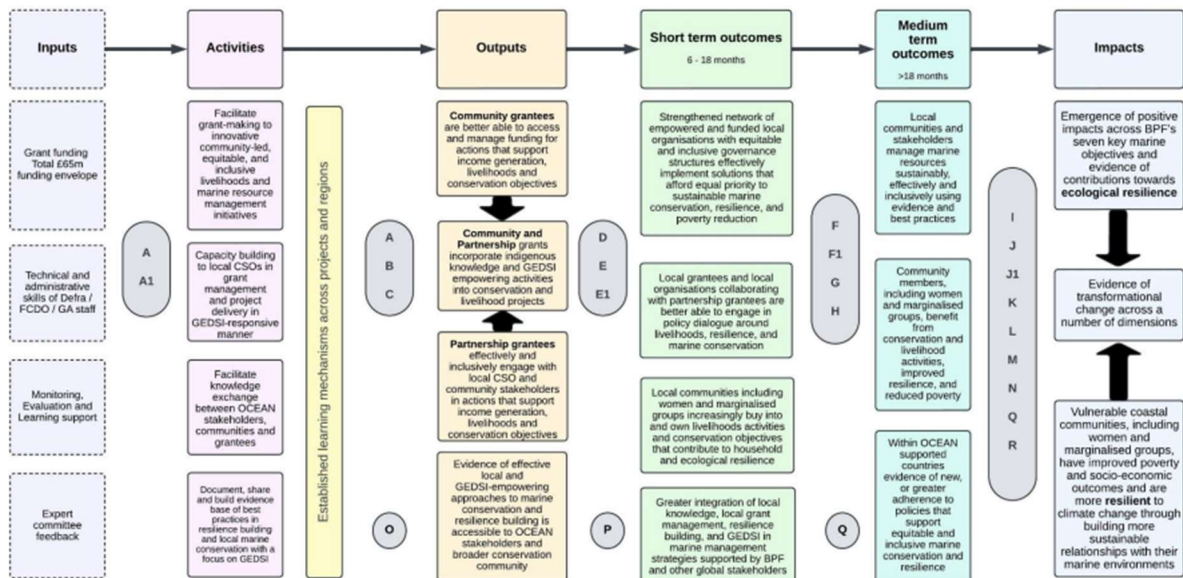 Inputs
Activities
Outputs
Short term outcomes
6 - 18 months
Medium
term
outcomes
>18 months
Impacts
Grant funding
Total £65m
funding envelope
Technical and
administrative
skills of Defra /
FCDO / GA staff
Monitoring,
Evaluation and
Learning support
Expert
committee
feedback
A
A1
Facilitate
grant-making to
innovative
community-led,
equitable, and
inclusive
livelihoods and
marine resource
management
initiatives
Capacity building
to local CSOs in
grant
management
and project
delivery in
GEDSI-responsive
manner
Facilitate
knowledge
exchange
between OCEAN
stakeholders,
communities and
grantees
Document, share
and build evidence
base of best
practices in
resilience building
and local marine
conservation with a
focus on GEDSI
Established learning mechanisms across projects and regions
A
B
C
O
Community grantees
are better able to access
and manage funding for
actions that support
income generation,
livelihoods and
conservation objectives
Community and
Partnership grants
incorporate indigenous
knowledge and GEDSI
empowering activities
into conservation and
livelihood projects
Partnership grantees
effectively and
inclusively engage with
local CSO and
community stakeholders
in actions that support
income generation,
livelihoods and
conservation objectives
Evidence of effective
local and
GEDSI-empowering
approaches to marine
conservation and
resilience building is
accessible to OCEAN
stakeholders and
broader conservation
community
D
E
E1
P
Strengthened network of
empowered and funded local
organisations with equitable
and inclusive governance
structures effectively
implement solutions that
afford equal priority to
sustainable marine
conservation, resilience, and
poverty reduction
Local grantees and local
organisations collaborating
with partnership grantees are
better able to engage in
policy dialogue around
livelihoods, resilience, and
marine conservation
Local communities including
women and marginalised
groups increasingly buy into
and own livelihoods activities
and conservation objectives
that contribute to household
and ecological resilience
Greater integration of local
knowledge, local grant
management, resilience
building, and GEDSI in
marine management
strategies supported by BPF
and other global stakeholders
F
F1
G
H
Q
Local
communities and
stakeholders
manage marine
resources
sustainably,
effectively and
inclusively using
evidence and
best practices
Community
members,
including women
and marginalised
groups, benefit
from
conservation and
livelihood
activities,
improved
resilience, and
reduced poverty
Within OCEAN
supported
countries
evidence of new,
or greater
adherence to
policies that
support
equitable and
inclusive marine
conservation and
resilience
I
J
J1
K
L
M
N
Q
R
Emergence of positive
impacts across BPF's
seven key marine
objectives and
evidence of
contributions towards
ecological resilience
Evidence of
transformational
change across a
number of dimensions
Vulnerable coastal
communities, including
women and
marginalised groups,
have improved poverty
and socio-economic
outcomes and are
more resilient to
climate change through
building more
sustainable
relationships with their
marine environments